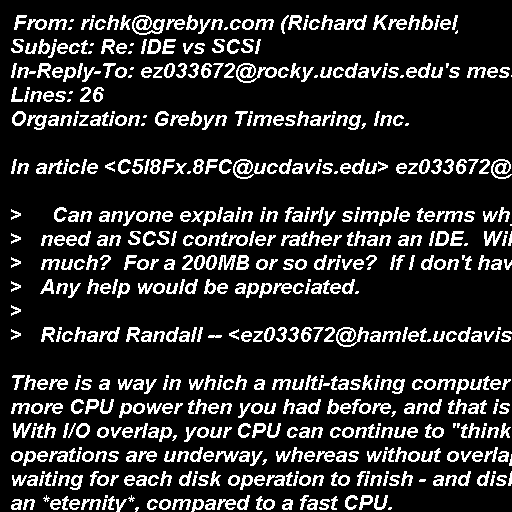 From: richk@grebyn.com (Richard Krehbiel
Subject: Re: IDE vs SCSI
In-Reply-To: ez033672@rocky.ucdavis.edu's mes
Lines: 26
Organization: Grebyn Timesharing, Inc.
In article <C5I8Fx.8FC@ucdavis.edu> ez033672@
> Can anyone explain in fairly simple terms why
> need an SCSI controler rather than an IDE. Wil
> much? For a 200MB or so drive? If I don't hav
> Any help would be appreciated.
>
> Richard Randall -- <ez033672@hamlet.ucdavis
There is a way in which a multi-tasking computer
more CPU power then you had before, and that is
With I/O overlap, your CPU can continue to "think
operations are underway, whereas without overla
waiting for each disk operation to finish - and dis
an *eternity*, compared to a fast CPU.